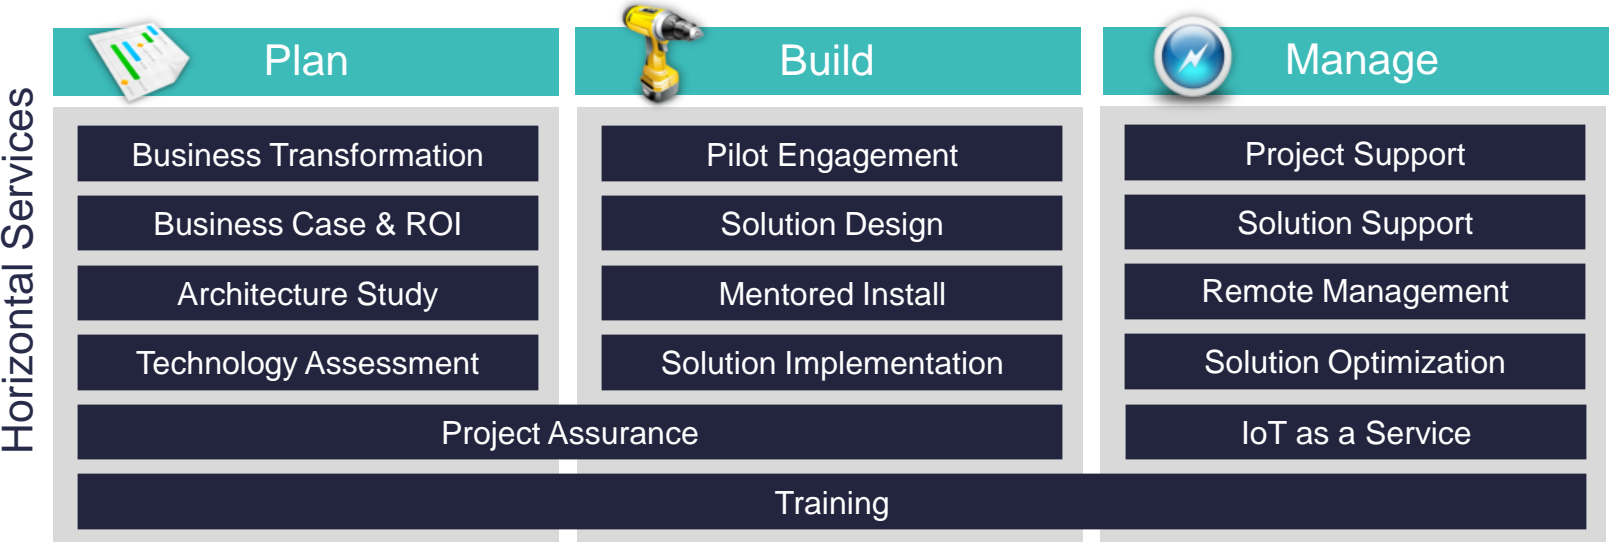 Horizontal Services
Plan
Business Transformation
Business Case & ROI
Architecture Study
Technology Assessment
Build
Pilot Engagement
Solution Design
Mentored Install
Solution Implementation
Manage
Project Support
Solution Support
Remote Management
Solution Optimization
Project Assurance
IoT as a Service
Training